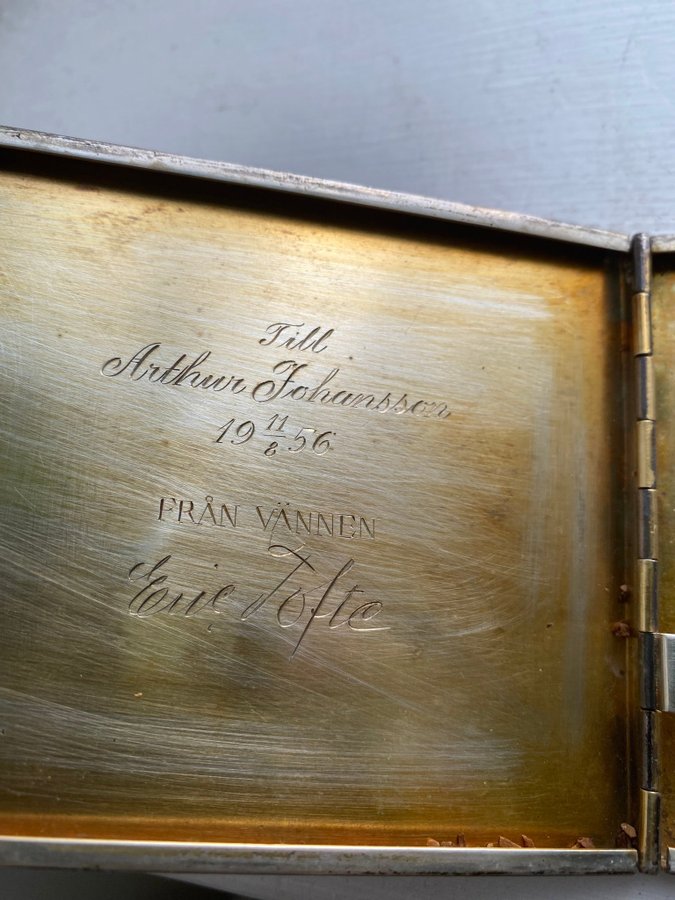 Till
Arthur Johansson
19 11/8 56
FRÅN VÄNNEN
Eric Tofte